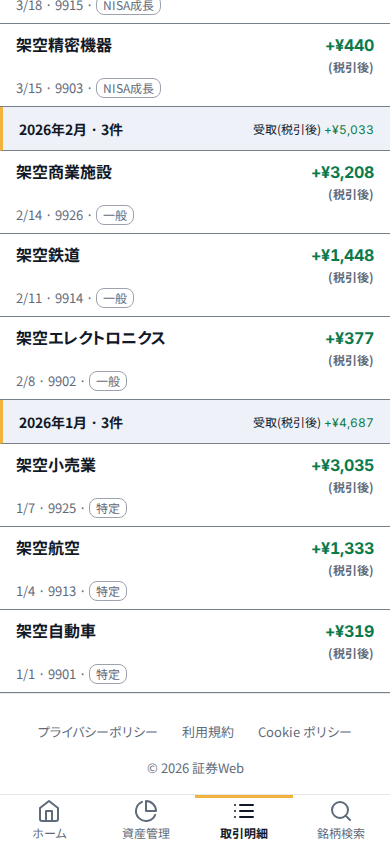 3/18 · 9915 · NISA成長
架空精密機器 +¥440
(税引後)
3/15 · 9903 · NISA成長
2026年2月・3件 受取(税引後) +¥5,033
架空商業施設 +¥3,208
(税引後)
2/14 · 9926 · 一般
架空鉄道 +¥1,448
(税引後)
2/11 · 9914 · 一般
架空エレクトロニクス +¥377
(税引後)
2/8 · 9902 · 一般
2026年1月・3件 受取(税引後) +¥4,687
架空小売業 +¥3,035
(税引後)
1/7 · 9925 · 特定
架空航空 +¥1,333
(税引後)
1/4 · 9913 · 特定
架空自動車 +¥319
(税引後)
1/1 · 9901 · 特定
プライバシーポリシー 利用規約 Cookie ポリシー
© 2026 証券Web
ホーム 資産管理 取引明細 銘柄検索